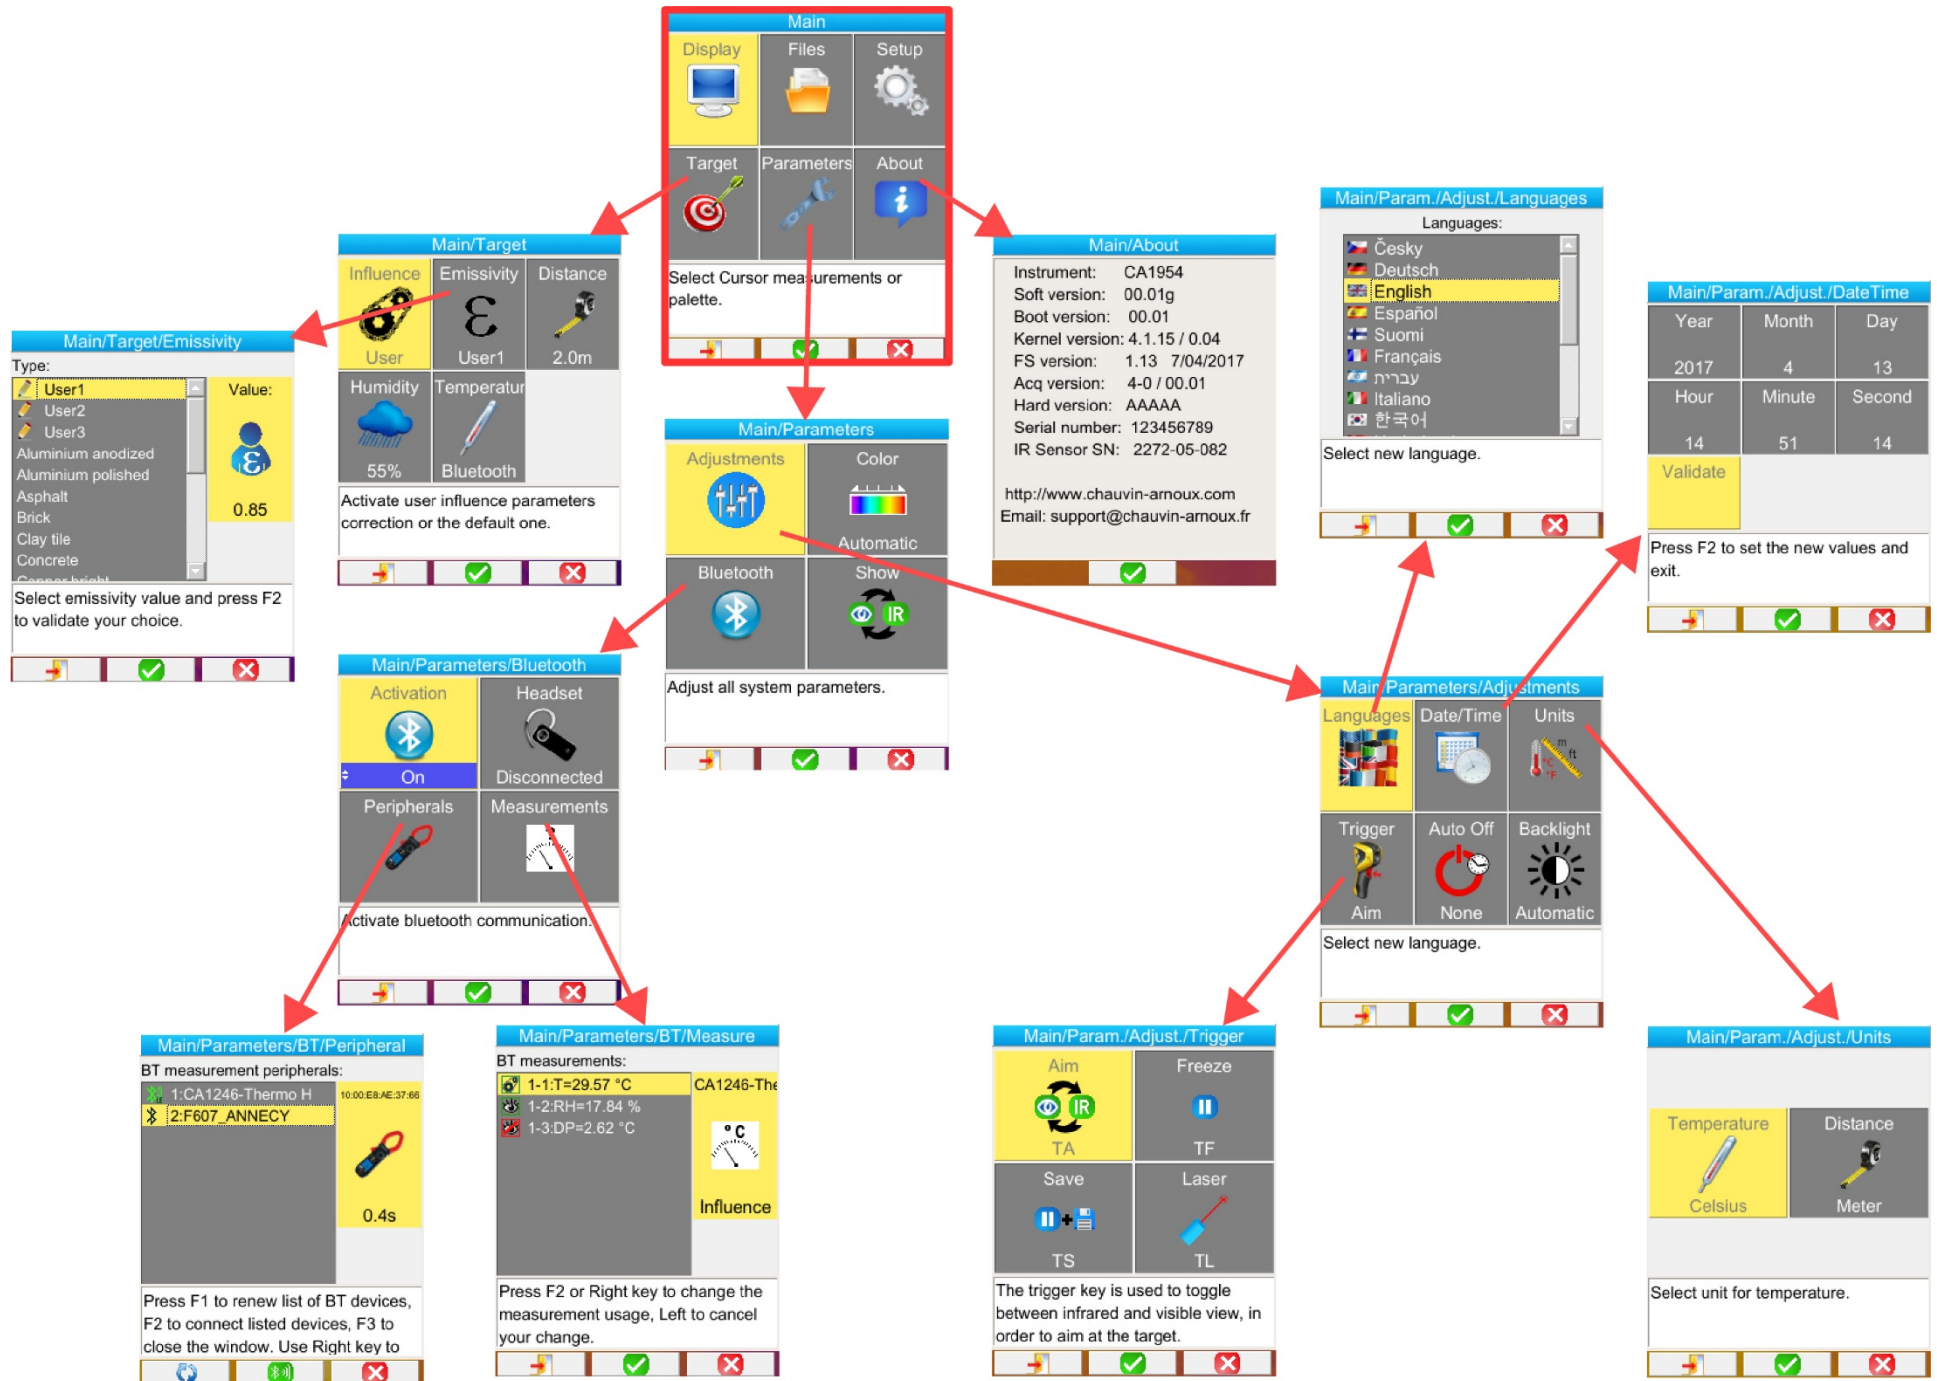 Main
Display Files Setup
Target Parameters About
Select Cursor measurements or
palette.
Main/Target
Influence Emissivity Distance
User User1 2.0m
Humidity Temperatur
55% Bluetooth
Activate user influence parameters
correction or the default one.
Main/Target/Emissivity
Type:
User1
User2
User3
Aluminium anodized
Aluminium polished
Asphalt
Brick
Clay tile
Concrete
Copper bright
Value:
0.85
Select emissivity value and press F2
to validate your choice.
Main/About
Instrument: CA1954
Soft version: 00.01g
Boot version: 00.01
Kernel version: 4.1.15 / 0.04
FS version: 1.13 7/04/2017
Acq version: 4-0 / 00.01
Hard version: AAAAA
Serial number: 123456789
IR Sensor SN: 2272-05-082
http://www.chauvin-arnoux.com
Email: support@chauvin-arnoux.fr
Main/Parameters
Adjustments Color
Automatic
Bluetooth Show
IR
Adjust all system parameters.
Main/Parameters/Bluetooth
Activation Headset
On Disconnected
Peripherals Measurements
Activate bluetooth communication.
Main/Parameters/BT/Peripheral
BT measurement peripherals:
1:CA1246-Thermo H
2:F607_ANNECY
10:00:E8:AE:37:66
0.4s
Press F1 to renew list of BT devices,
F2 to connect listed devices, F3 to
close the window. Use Right key to
Main/Parameters/BT/Measure
BT measurements:
1-1:T=29.57 °C
1-2:RH=17.84 %
1-3:DP=2.62 °C
CA1246-The
°C
Influence
Press F2 or Right key to change the
measurement usage, Left to cancel
your change.
Main/Param./Adjust./Languages
Languages:
Česky
Deutsch
English
Español
Suomi
Français
עברית
Italiano
한국어
Select new language.
Main/Param./Adjust./DateTime
Year Month Day
2017 4 13
Hour Minute Second
14 51 14
Validate
Press F2 to set the new values and
exit.
Main/Parameters/Adjustments
Languages Date/Time Units
m
ft
°C
°F
Trigger Auto Off Backlight
Aim None Automatic
Select new language.
Main/Param./Adjust./Trigger
Aim Freeze
IR
TA TF
Save Laser
TS TL
The trigger key is used to toggle
between infrared and visible view, in
order to aim at the target.
Main/Param./Adjust./Units
Temperature Distance
Celsius Meter
Select unit for temperature.